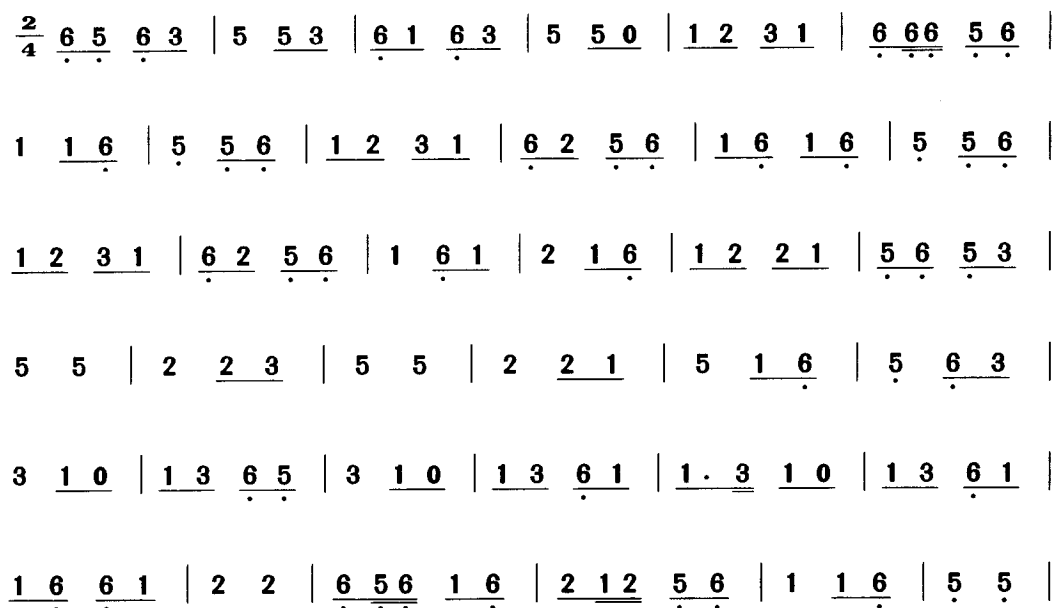 2/4 6̣ 5̣ 6̣ 3 | 5 5 3 | 6̣ 1 6̣ 3 | 5 5 0 | 1 2 3 1 | 6̣ 6̣6̣ 5̣ 6̣ |
1 1 6̣ | 5̣ 5̣ 6̣ | 1 2 3 1 | 6̣ 2 5̣ 6̣ | 1 6̣ 1 6̣ | 5̣ 5̣ 6̣ |
1 2 3 1 | 6̣ 2 5̣ 6̣ | 1 6̣ 1 | 2 1 6̣ | 1 2 2 1 | 5̣ 6̣ 5̣ 3 |
5 5 | 2 2 3 | 5 5 | 2 2 1 | 5 1 6̣ | 5̣ 6̣ 3 |
3 1 0 | 1 3 6̣ 5̣ | 3 1 0 | 1 3 6̣ 1 | 1 · 3 1 0 | 1 3 6̣ 1 |
1 6̣ 6̣ 1 | 2 2 | 6̣ 5̣6̣ 1 6̣ | 2 12 5̣ 6̣ | 1 1 6̣ | 5̣ 5̣ |